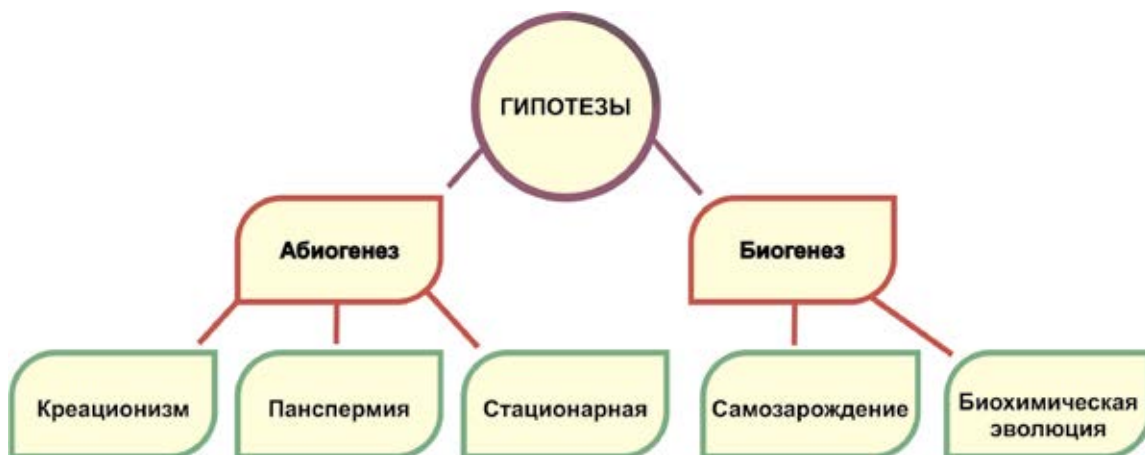 ГИПОТЕЗЫ
Абиогенез
Биогенез
Креационизм
Панспермия
Стационарная
Самозарождение
Биохимическая
эволюция